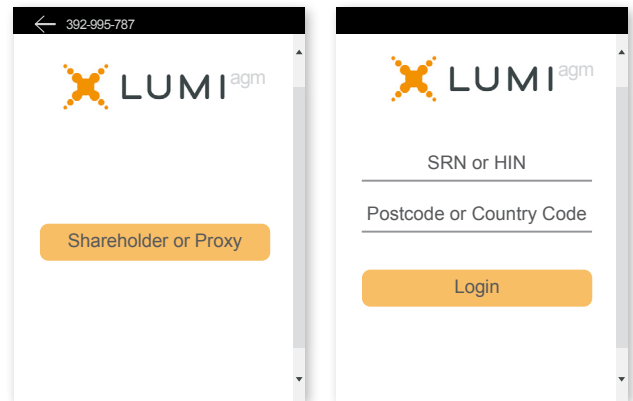 392-995-787
LUMI agm
Shareholder or Proxy
LUMI agm
SRN or HIN
Postcode or Country Code
Login